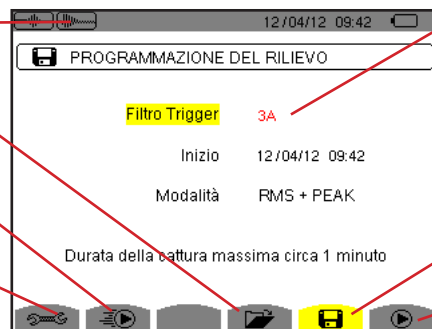 12/04/12 09:42
PROGRAMMAZIONE DEL RILIEVO
Filtro Trigger 3A
Inizio 12/04/12 09:42
Modalità RMS + PEAK
Durata della cattura massima circa 1 minuto